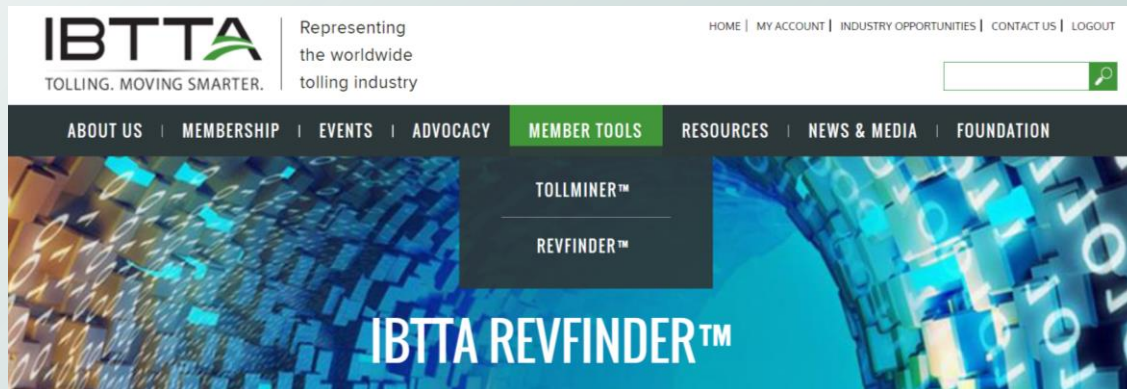 IBTTA
TOLLING. MOVING SMARTER.
Representing
the worldwide
tolling industry
HOME | MY ACCOUNT | INDUSTRY OPPORTUNITIES | CONTACT US | LOGOUT
ABOUT US | MEMBERSHIP | EVENTS | ADVOCACY MEMBER TOOLS RESOURCES | NEWS & MEDIA | FOUNDATION
TOLLMINER™
REVFINDER™
IBTTA REVFINDER™